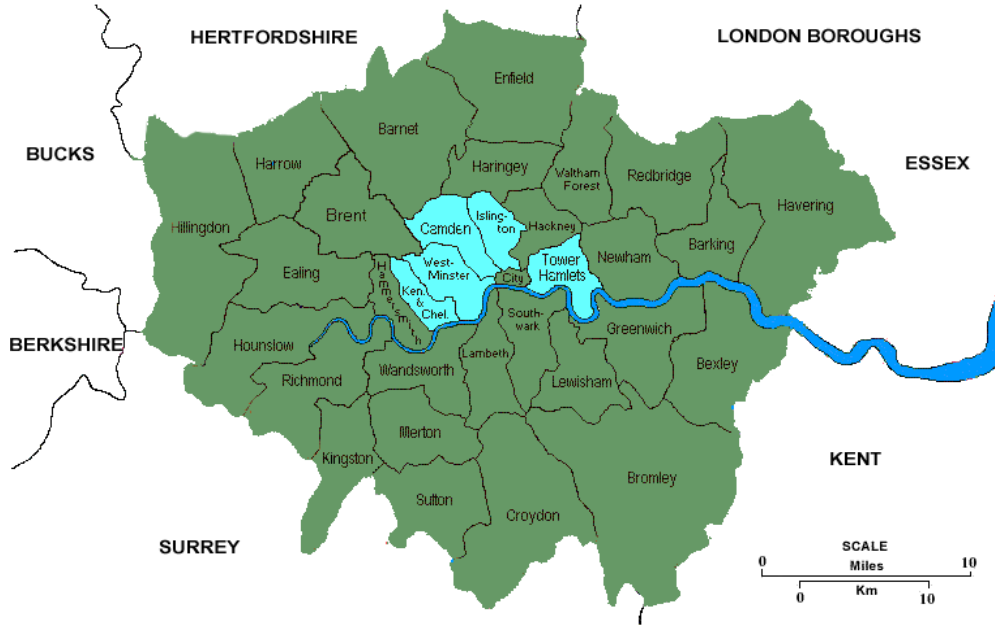 HERTFORDSHIRE
LONDON BOROUGHS
BUCKS
ESSEX
BERKSHIRE
SURREY
KENT
Enfield
Barnet
Harrow
Haringey
Waltham
Forest
Redbridge
Havering
Hillingdon
Brent
Camden
Isling-
ton
Hackney
Barking
Newham
Ealing
West-
Minster
City
Tower
Hamlets
Hammersmith
Ken.
&
Chel.
South-
wark
Greenwich
Hounslow
Richmond
Wandsworth
Lambeth
Lewisham
Bexley
Merton
Kingston
Sutton
Croydon
Bromley
SCALE
0 Miles 10
Km
0 10